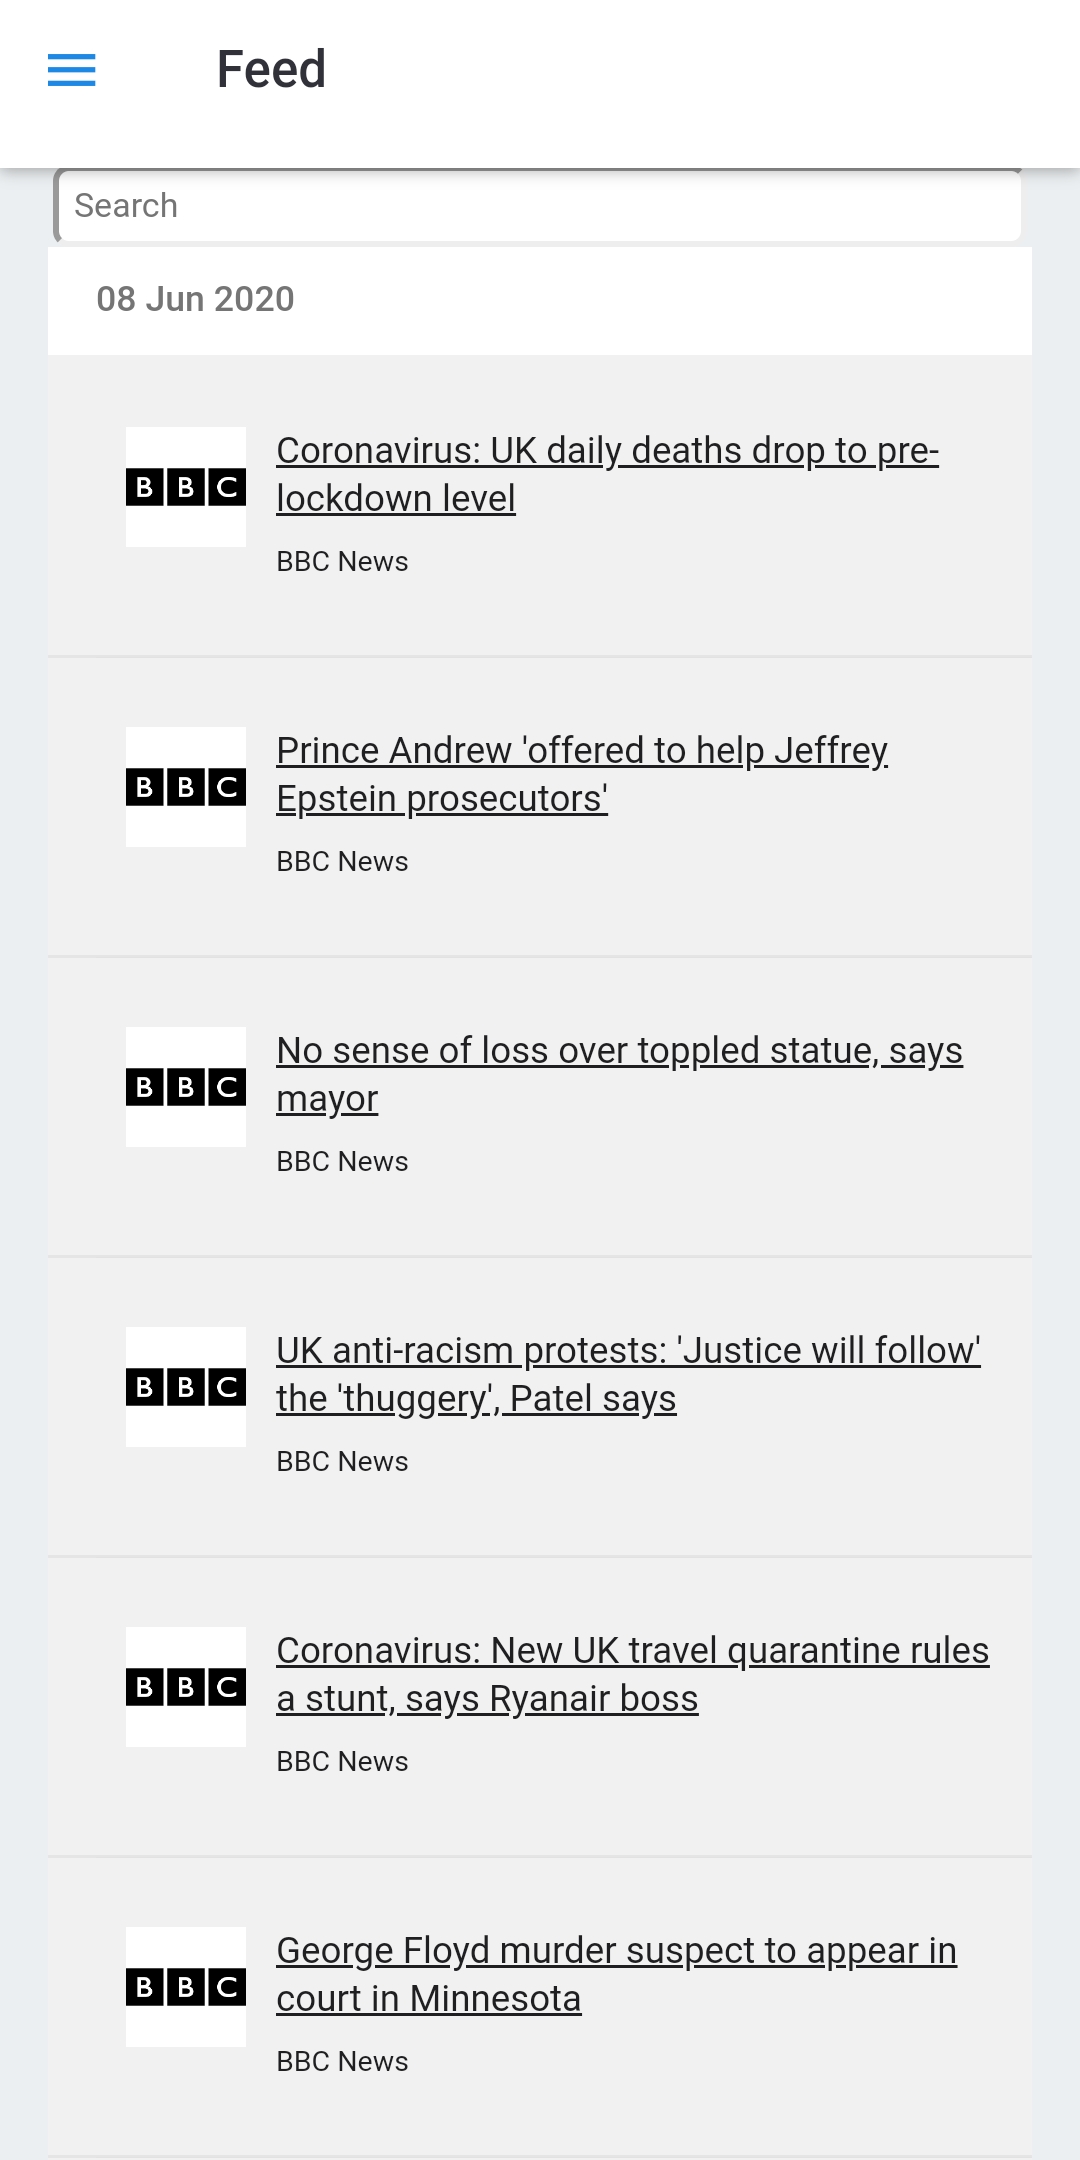 Feed
Search
08 Jun 2020
BBC
Coronavirus: UK daily deaths drop to pre-
lockdown level
BBC News
BBC
Prince Andrew 'offered to help Jeffrey
Epstein prosecutors'
BBC News
BBC
No sense of loss over toppled statue, says
mayor
BBC News
BBC
UK anti-racism protests: 'Justice will follow'
the 'thuggery', Patel says
BBC News
BBC
Coronavirus: New UK travel quarantine rules
a stunt, says Ryanair boss
BBC News
BBC
George Floyd murder suspect to appear in
court in Minnesota
BBC News